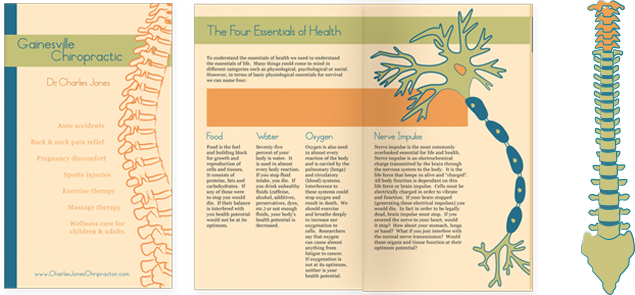 Gainesville
Chiropractic
Dr. Charles Jones
Auto accidents
Back & neck pain relief
Pregnancy discomfort
Sports injuries
Exercise therapy
Massage therapy
Wellness care for
children & adults
www.CharlesJonesChiropractor.com
The Four Essentials of Health
To understand the essentials of health we need to understand
the essentials of life. Many things could come to mind in
different categories such as physiological, psychological or social.
However, in terms of basic physiological essentials for survival
we can name four:
Food
Food is the fuel
and building block
for growth and
reproduction of
cells and tissues.
It consists of
proteins, fats and
carbohydrates. If
any of these were
to stop you would
die. If their balance
is interfered with
your health potential
would not be at its
optimum.
Water
Seventy-five
percent of your
body is water. It
is used in almost
every body reaction.
If you stop fluid
intake, you die. If
you drink unhealthy
fluids (caffeine,
alcohol, additives,
preservatives, dyes,
etc.) or not enough
fluids, your body's
health potential is
decreased.
Oxygen
Oxygen is also used
in almost every
reaction of the body
and is carried by the
pulmonary (lungs)
and circulatory
(blood) systems.
Interference to
these systems could
stop oxygen and
result in death. We
should exercise
and breathe deeply
to increase our
oxygenation to
cells. Researchers
say that oxygen
can cause almost
anything from
fatigue to cancer.
If oxygenation is
not at its optimum,
neither is your
health potential.
Nerve Impulse
Nerve impulse is the most commonly
overlooked essential for life and health.
Nerve impulse is an electrochemical
charge transmitted by the brain through
the nervous system to the body. It is the
life force that keeps us alive and "charged".
All body function is dependant on this
life force or brain impulse. Cells must be
electrically charged in order to vibrate
and function. If your brain stopped
(generating these electrical impulses) you
would die. In fact in order to be legally
dead, brain impulse must stop. If you
severed the nerve to your heart, would
it stop? How about your stomach, lungs
or hand? What if you just interfere with
the normal nerve transmission? Would
these organs and tissue function at their
optimum potential?